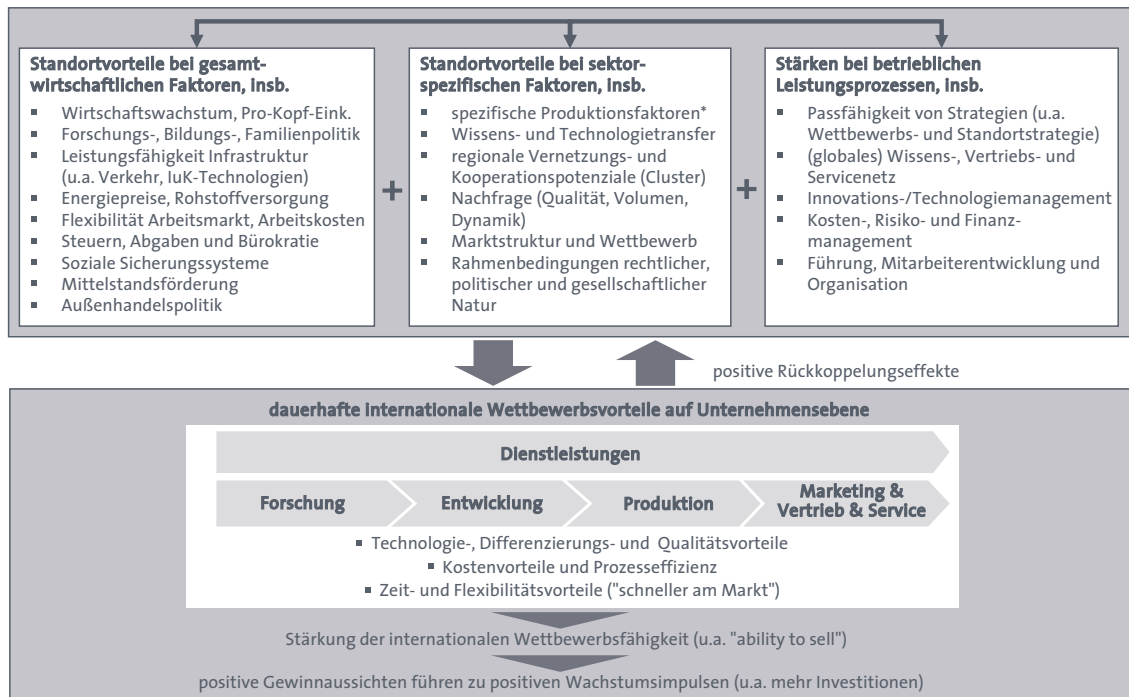 Standortvorteile bei gesamt-
wirtschaftlichen Faktoren, insb.
▪ Wirtschaftswachstum, Pro-Kopf-Eink.
▪ Forschungs-, Bildungs-, Familienpolitik
▪ Leistungsfähigkeit Infrastruktur
(u.a. Verkehr, IuK-Technologien)
▪ Energiepreise, Rohstoffversorgung
▪ Flexibilität Arbeitsmarkt, Arbeitskosten
▪ Steuern, Abgaben und Bürokratie
▪ Soziale Sicherungssysteme
▪ Mittelstandsförderung
▪ Außenhandelspolitik
+
Standortvorteile bei sektor-
spezifischen Faktoren, insb.
▪ spezifische Produktionsfaktoren*
▪ Wissens- und Technologietransfer
▪ regionale Vernetzungs- und
Kooperationspotenziale (Cluster)
▪ Nachfrage (Qualität, Volumen,
Dynamik)
▪ Marktstruktur und Wettbewerb
▪ Rahmenbedingungen rechtlicher,
politischer und gesellschaftlicher
Natur
+
Stärken bei betrieblichen
Leistungsprozessen, insb.
▪ Passfähigkeit von Strategien (u.a.
Wettbewerbs- und Standortstrategie)
▪ (globales) Wissens-, Vertriebs- und
Servicenetz
▪ Innovations-/Technologiemanagement
▪ Kosten-, Risiko- und Finanz-
management
▪ Führung, Mitarbeiterentwicklung und
Organisation
positive Rückkoppelungseffekte
dauerhafte internationale Wettbewerbsvorteile auf Unternehmensebene
Dienstleistungen
Forschung
Entwicklung
Produktion
Marketing &
Vertrieb & Service
▪ Technologie-, Differenzierungs- und Qualitätsvorteile
▪ Kostenvorteile und Prozesseffizienz
▪ Zeit- und Flexibilitätsvorteile ("schneller am Markt")
Stärkung der internationalen Wettbewerbsfähigkeit (u.a. "ability to sell")
positive Gewinnaussichten führen zu positiven Wachstumsimpulsen (u.a. mehr Investitionen)